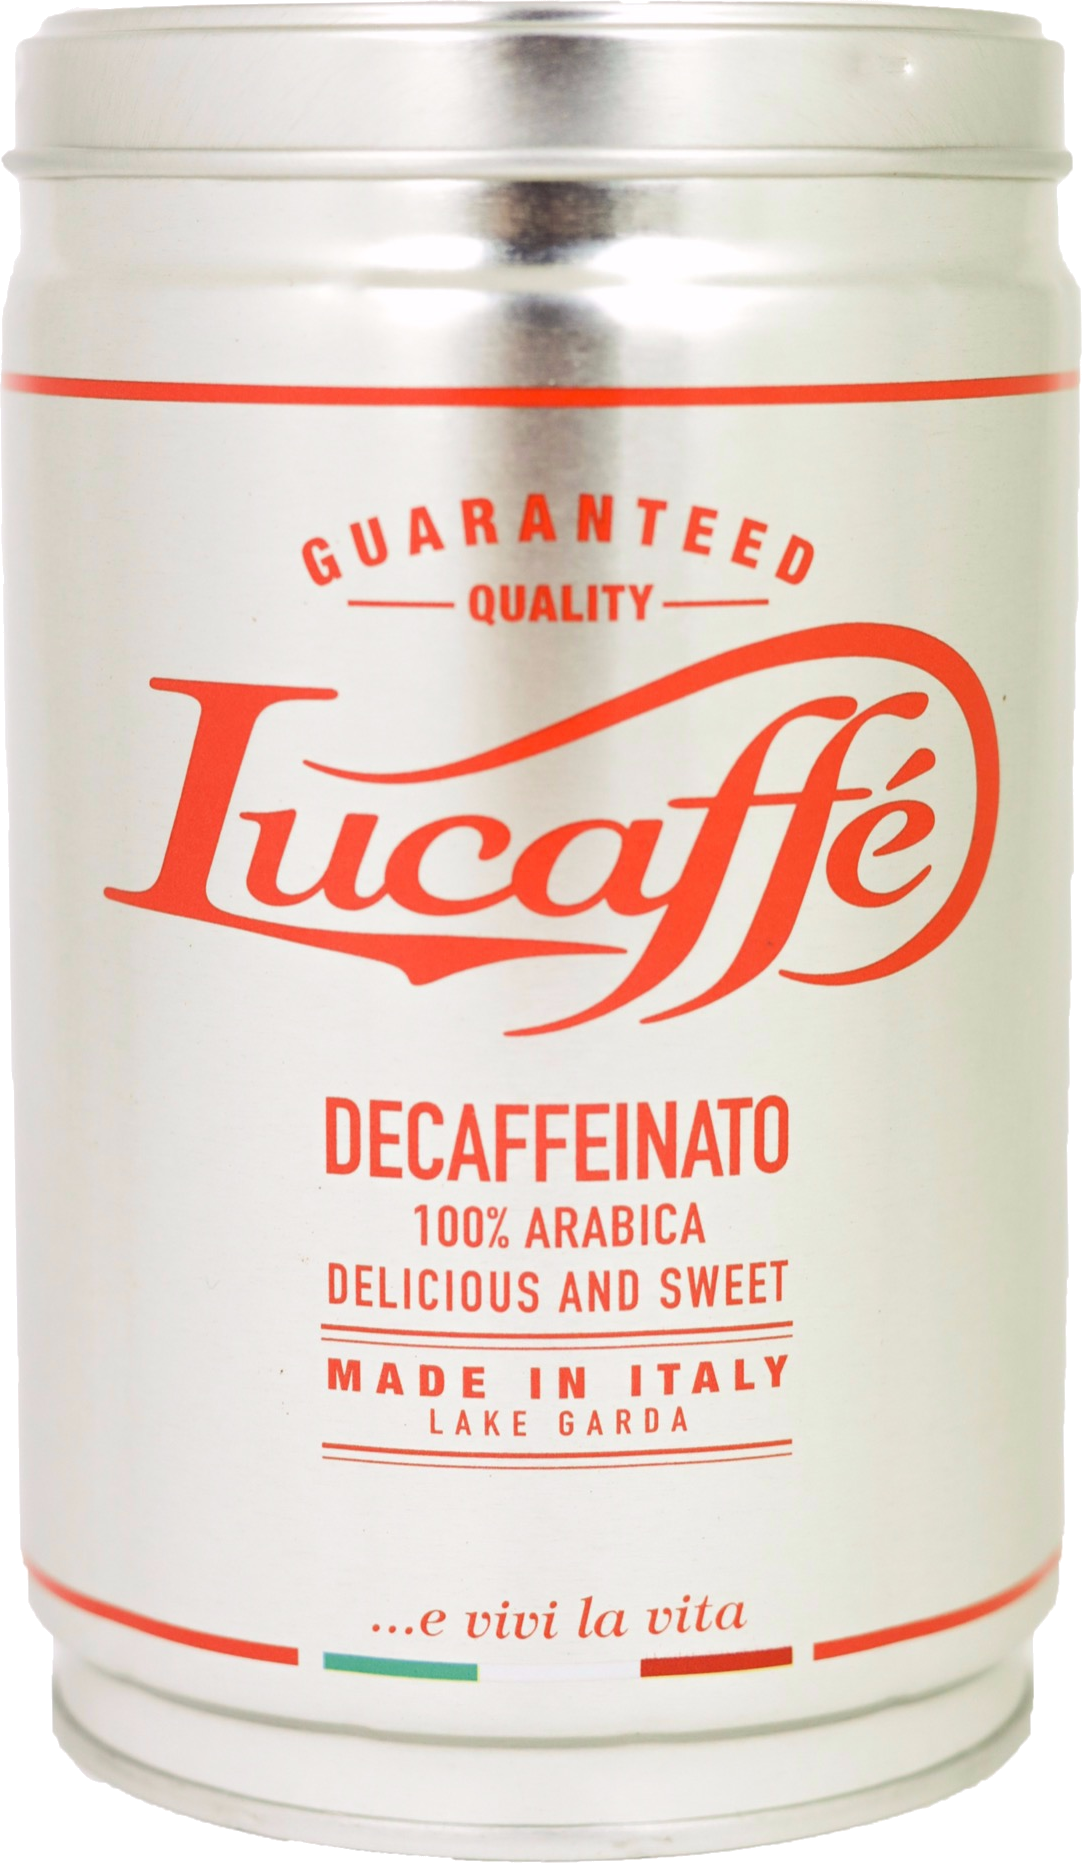 GUARANTEED
QUALITY
Lucaffé
DECAFFEINATO
100% ARABICA
DELICIOUS AND SWEET
MADE IN ITALY
LAKE GARDA
...e vivi la vita